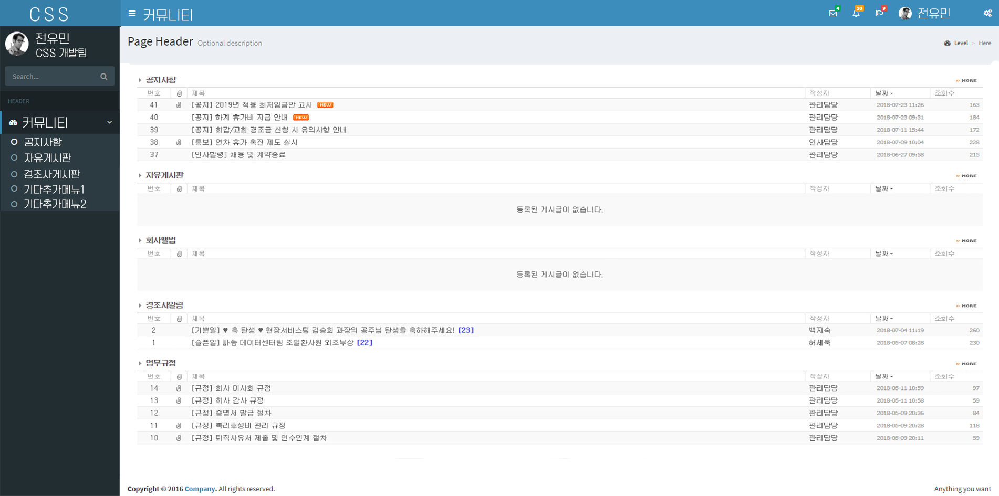 CSS
커뮤니티
4
10
9
전유민
전유민
CSS 개발팀
Search...
HEADER
커뮤니티
공지사항
자유게시판
경조사게시판
기타추가메뉴1
기타추가메뉴2
Page Header Optional description
Level > Here
공지사항
›› MORE
번호 제목 작성자 날짜 조회수
41 [공지] 2019년 적용 최저임금안 고시 NEW 관리담당 2018-07-23 11:26 163
40 [공지] 하계 휴가비 지급 안내 NEW 관리담당 2018-07-23 09:31 184
39 [공지] 회갑/고희 경조금 신청 시 유의사항 안내 관리담당 2018-07-11 15:44 172
38 [통보] 연차 휴가 촉진 제도 실시 인사담당 2018-07-09 10:04 228
37 [인사발령] 채용 및 계약종료 관리담당 2018-06-27 09:58 215
자유게시판
›› MORE
번호 제목 작성자 날짜 조회수
등록된 게시글이 없습니다.
회사앨범
›› MORE
번호 제목 작성자 날짜 조회수
등록된 게시글이 없습니다.
경조사알림
›› MORE
번호 제목 작성자 날짜 조회수
2 [기쁜일] ♥ 축 탄생 ♥ 현장서비스팀 김승희 과장의 공주님 탄생을 축하해주세요! [23] 백지숙 2018-07-04 11:19 260
1 [슬픈일] 訃告 데이터센터팀 조일환사원 외조부상 [22] 허세욱 2018-05-07 08:28 230
업무규정
›› MORE
번호 제목 작성자 날짜 조회수
14 [규정] 회사 이사회 규정 관리담당 2018-05-11 10:59 97
13 [규정] 회사 감사 규정 관리담당 2018-05-11 10:58 59
12 [규정] 증명서 발급 절차 관리담당 2018-05-09 20:36 84
11 [규정] 복리후생비 관리 규정 관리담당 2018-05-09 20:28 118
10 [규정] 퇴직사유서 제출 및 인수인계 절차 관리담당 2018-05-09 20:11 59
Copyright © 2016 Company. All rights reserved.
Anything you want